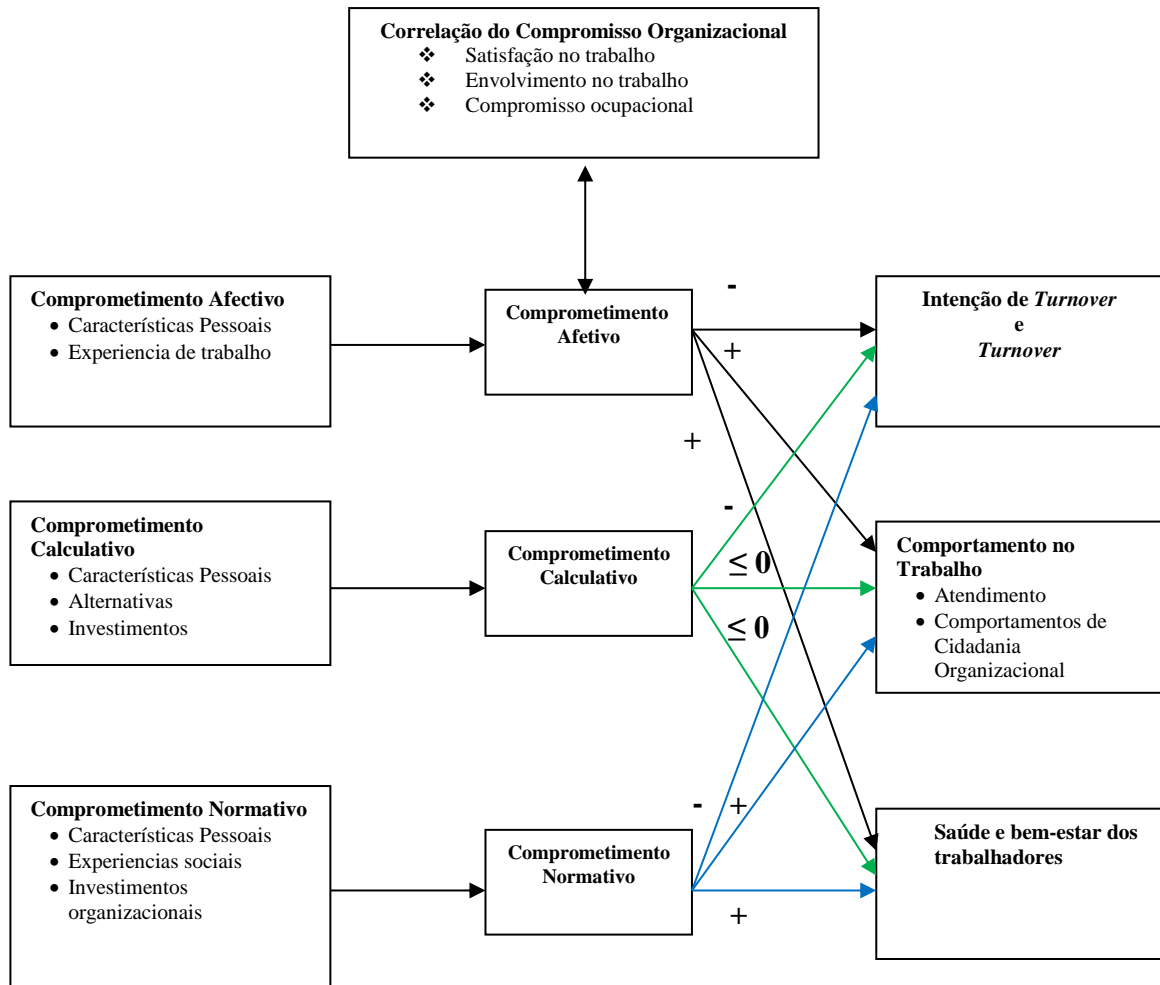 Correlação do Compromisso Organizacional
❖ Satisfação no trabalho
❖ Envolvimento no trabalho
❖ Compromisso ocupacional
Comprometimento Afectivo
• Características Pessoais
• Experiencia de trabalho
Comprometimento
Afetivo
-
+
+
Intenção de Turnover
e
Turnover
Comprometimento
Calculativo
• Características Pessoais
• Alternativas
• Investimentos
Comprometimento
Calculativo
-
≤ 0
≤ 0
Comportamento no
Trabalho
• Atendimento
• Comportamentos de
Cidadania
Organizacional
Comprometimento Normativo
• Características Pessoais
• Experiencias sociais
• Investimentos
organizacionais
Comprometimento
Normativo
- +
+
Saúde e bem-estar dos
trabalhadores